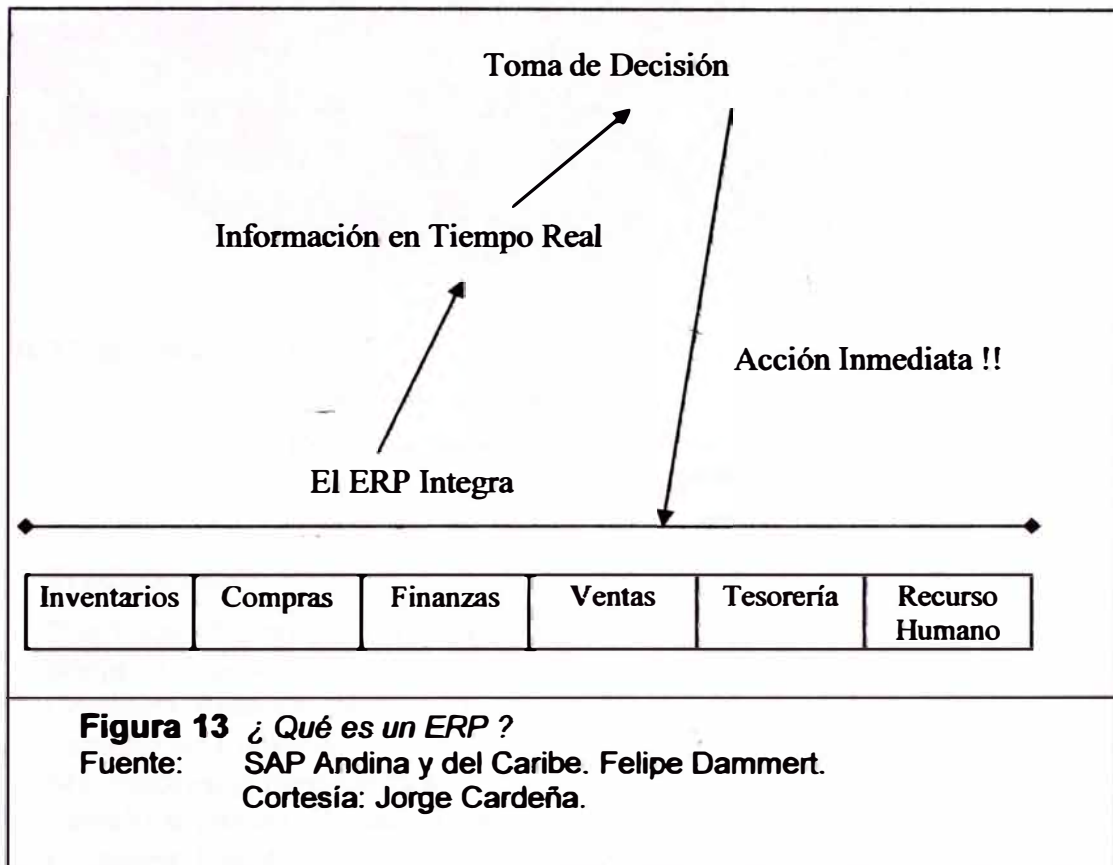 Toma de Decisión
Información en Tiempo Real
Acción Inmediata !!
El ERP Integra
Inventarios Compras Finanzas Ventas Tesorería Recurso
Humano
Figura 13 ¿ Qué es un ERP ?
Fuente: SAP Andina y del Caribe. Felipe Dammert.
Cortesía: Jorge Cardeña.